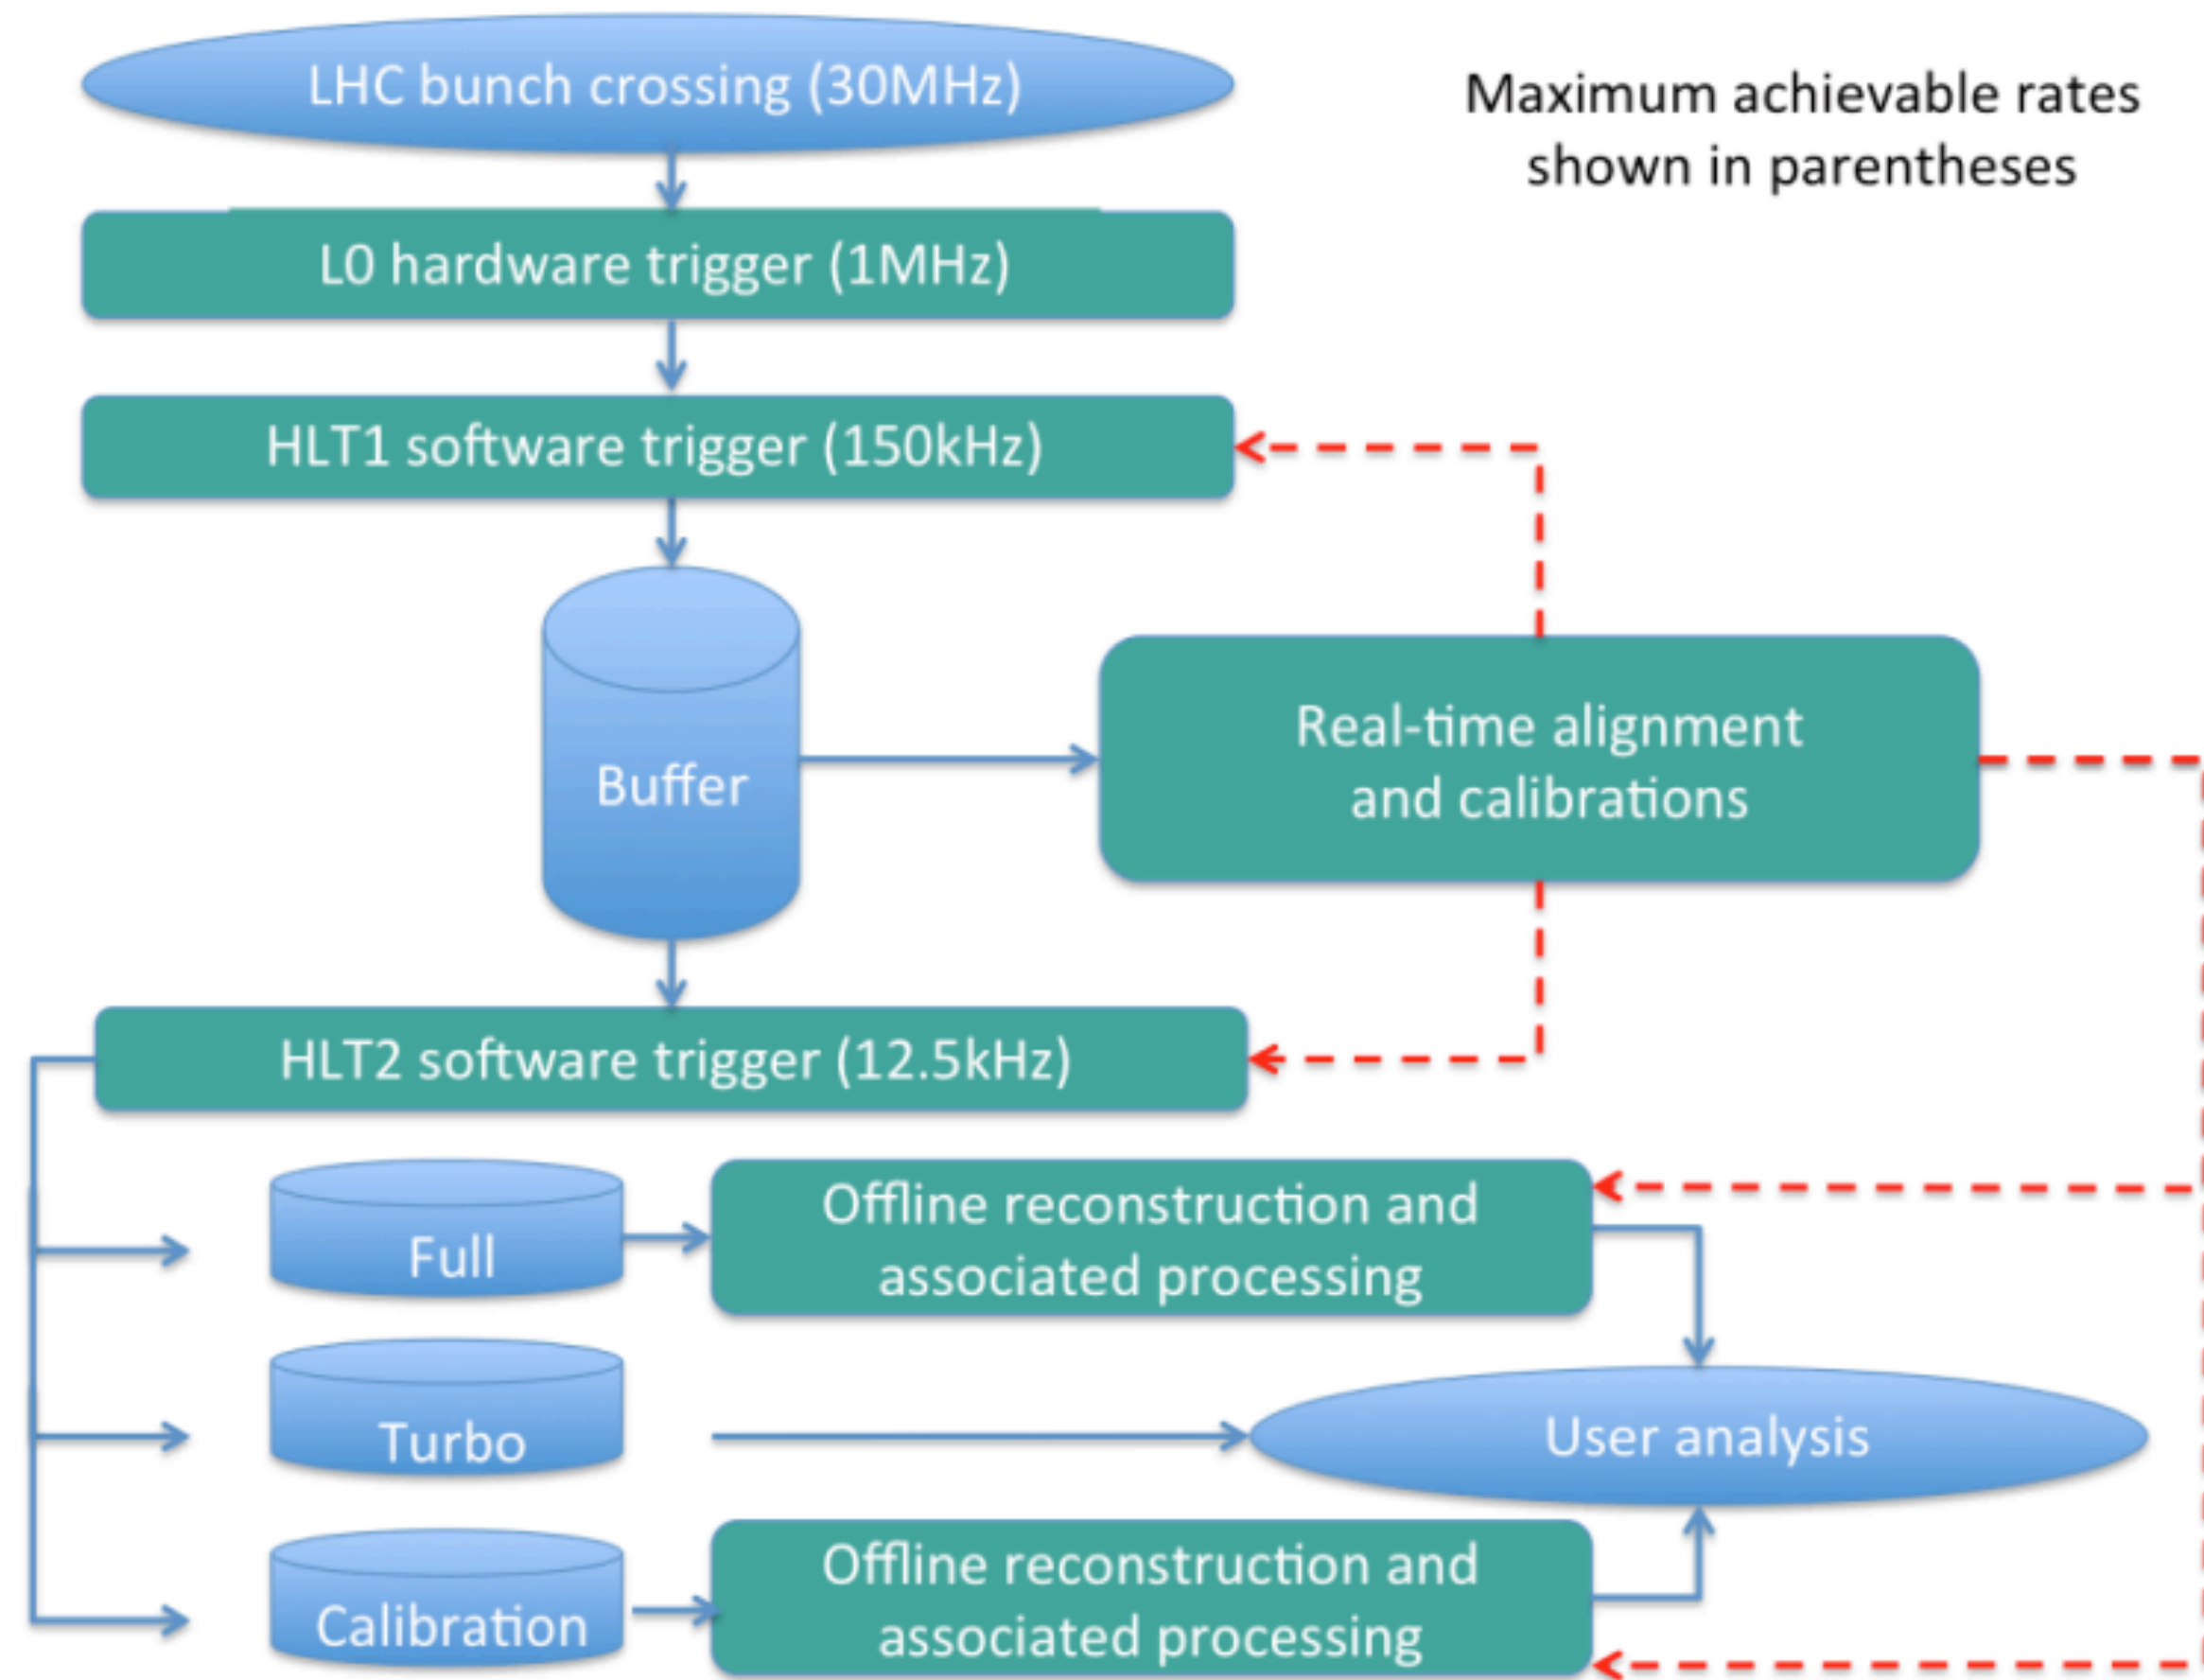 LHC bunch crossing (30MHz)
Maximum achievable rates
shown in parentheses
L0 hardware trigger (1MHz)
HLT1 software trigger (150kHz)
Buffer
Real-time alignment
and calibrations
HLT2 software trigger (12.5kHz)
Full
Offline reconstruction and
associated processing
Turbo
User analysis
Calibration
Offline reconstruction and
associated processing